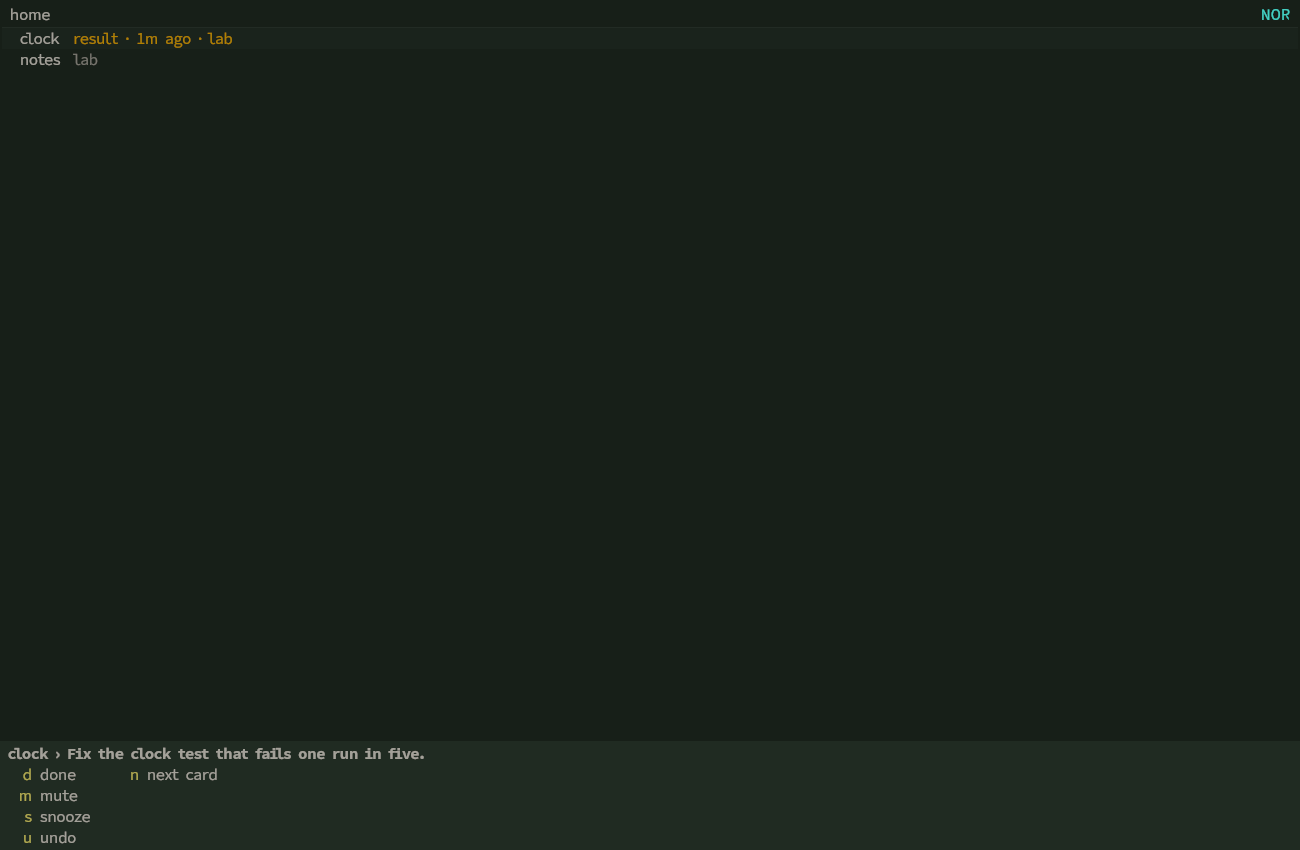 home NOR
clock result · 1m ago · lab
notes lab
clock › Fix the clock test that fails one run in five.
d done n next card
m mute
s snooze
u undo